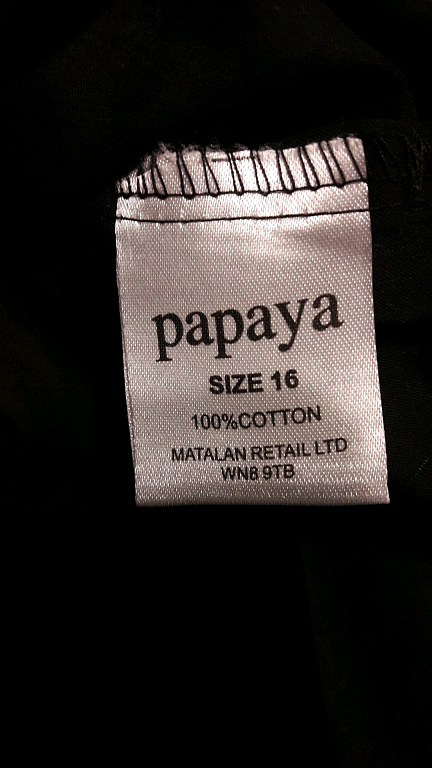 papaya
SIZE 16
100%COTTON
MATALAN RETAIL LTD
WN8 9TB